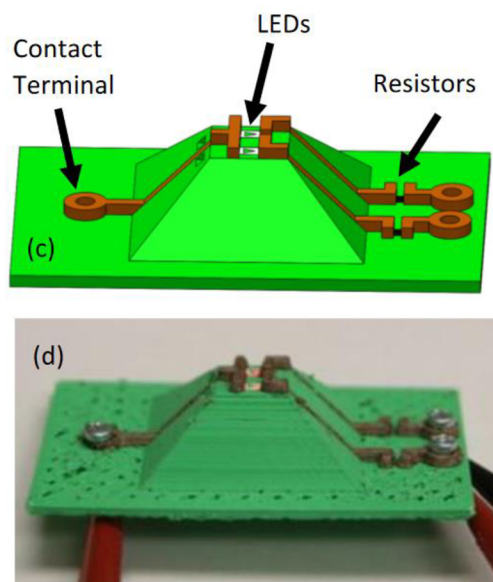 LEDs
Contact
Terminal
Resistors
(c)
(d)